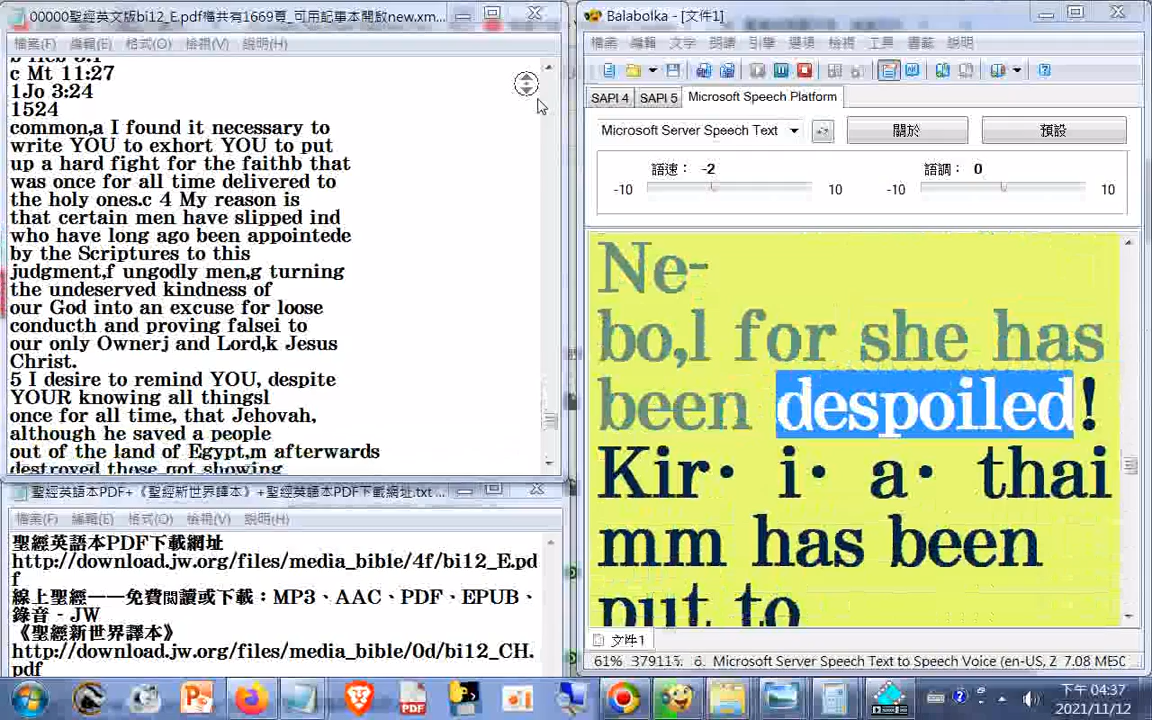 00000聖經英文版bi12_E.pdf檔共有1669頁_可用記事本開啟new.xm...
檔案(F) 編輯(E) 格式(O) 檢視(V) 說明(H)
c Mt 11:27
1Jo 3:24
1524
common,a I found it necessary to
write YOU to exhort YOU to put
up a hard fight for the faithb that
was once for all time delivered to
the holy ones.c 4 My reason is
that certain men have slipped ind
who have long ago been appointede
by the Scriptures to this
judgment,f ungodly men,g turning
the undeserved kindness of
our God into an excuse for loose
conducth and proving falsei to
our only Ownerj and Lord,k Jesus
Christ.
5 I desire to remind YOU, despite
YOUR knowing all thingsl
once for all time, that Jehovah,
although he saved a people
out of the land of Egypt,m afterwards
destroyed those not showing
聖經英語本PDF+《聖經新世界譯本》+聖經英語本PDF下載網址.txt ...
檔案(F) 編輯(E) 格式(O) 檢視(V) 說明(H)
聖經英語本PDF下載網址
http://download.jw.org/files/media_bible/4f/bi12_E.pd
f
線上聖經——免費閱讀或下載：MP3、AAC、PDF、EPUB、
錄音 - JW
《聖經新世界譯本》
http://download.jw.org/files/media_bible/0d/bi12_CH.
pdf
Balabolka - [文件1]
檔案 編輯 文字 朗讀 引擎 選項 檢視 工具 書籤 說明
SAPI 4 SAPI 5 Microsoft Speech Platform
Microsoft Server Speech Text 關於 預設
語速： -2 語調： 0
-10 10 -10 10
Ne-
bo,l for she has
been despoiled!
Kir· i· a· thai
mm has been
put to
文件1
61% Microsoft Server Speech Text to Speech Voice (en-US, Z 7.08 ME
下午 04:37
2021/11/12